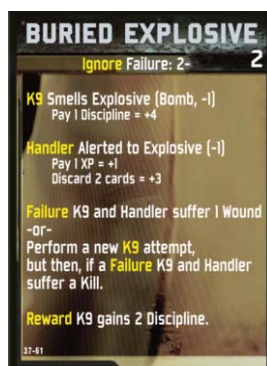 BURIED EXPLOSIVE
Ignore Failure: 2-
2
K9 Smells Explosive (Bomb, -1)
Pay 1 Discipline = +4
Handler Alerted to Explosive (-1)
Pay 1 XP = +1
Discard 2 cards = +3
Failure K9 and Handler suffer 1 Wound
-or-
Perform a new K9 attempt,
but then, if a Failure K9 and Handler
suffer a Kill.
Reward K9 gains 2 Discipline.
37-61